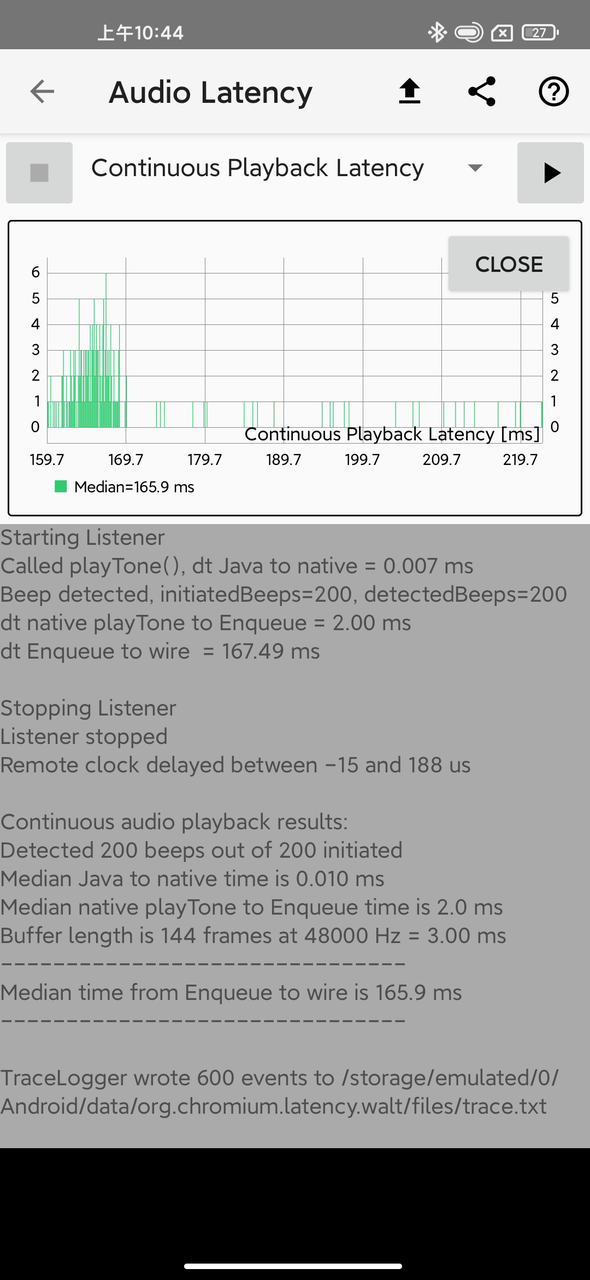 上午10:44
27
Audio Latency
Continuous Playback Latency
CLOSE
6
5 5
4 4
3 3
2 2
1 1
0 0
Continuous Playback Latency [ms]
159.7 169.7 179.7 189.7 199.7 209.7 219.7
Median=165.9 ms
Starting Listener
Called playTone(), dt Java to native = 0.007 ms
Beep detected, initiatedBeeps=200, detectedBeeps=200
dt native playTone to Enqueue = 2.00 ms
dt Enqueue to wire  = 167.49 ms
Stopping Listener
Listener stopped
Remote clock delayed between −15 and 188 us
Continuous audio playback results:
Detected 200 beeps out of 200 initiated
Median Java to native time is 0.010 ms
Median native playTone to Enqueue time is 2.0 ms
Buffer length is 144 frames at 48000 Hz = 3.00 ms
−−−−−−−−−−−−−−−−−−−−−−−−−−−−−−−
Median time from Enqueue to wire is 165.9 ms
−−−−−−−−−−−−−−−−−−−−−−−−−−−−−−−
TraceLogger wrote 600 events to /storage/emulated/0/
Android/data/org.chromium.latency.walt/files/trace.txt